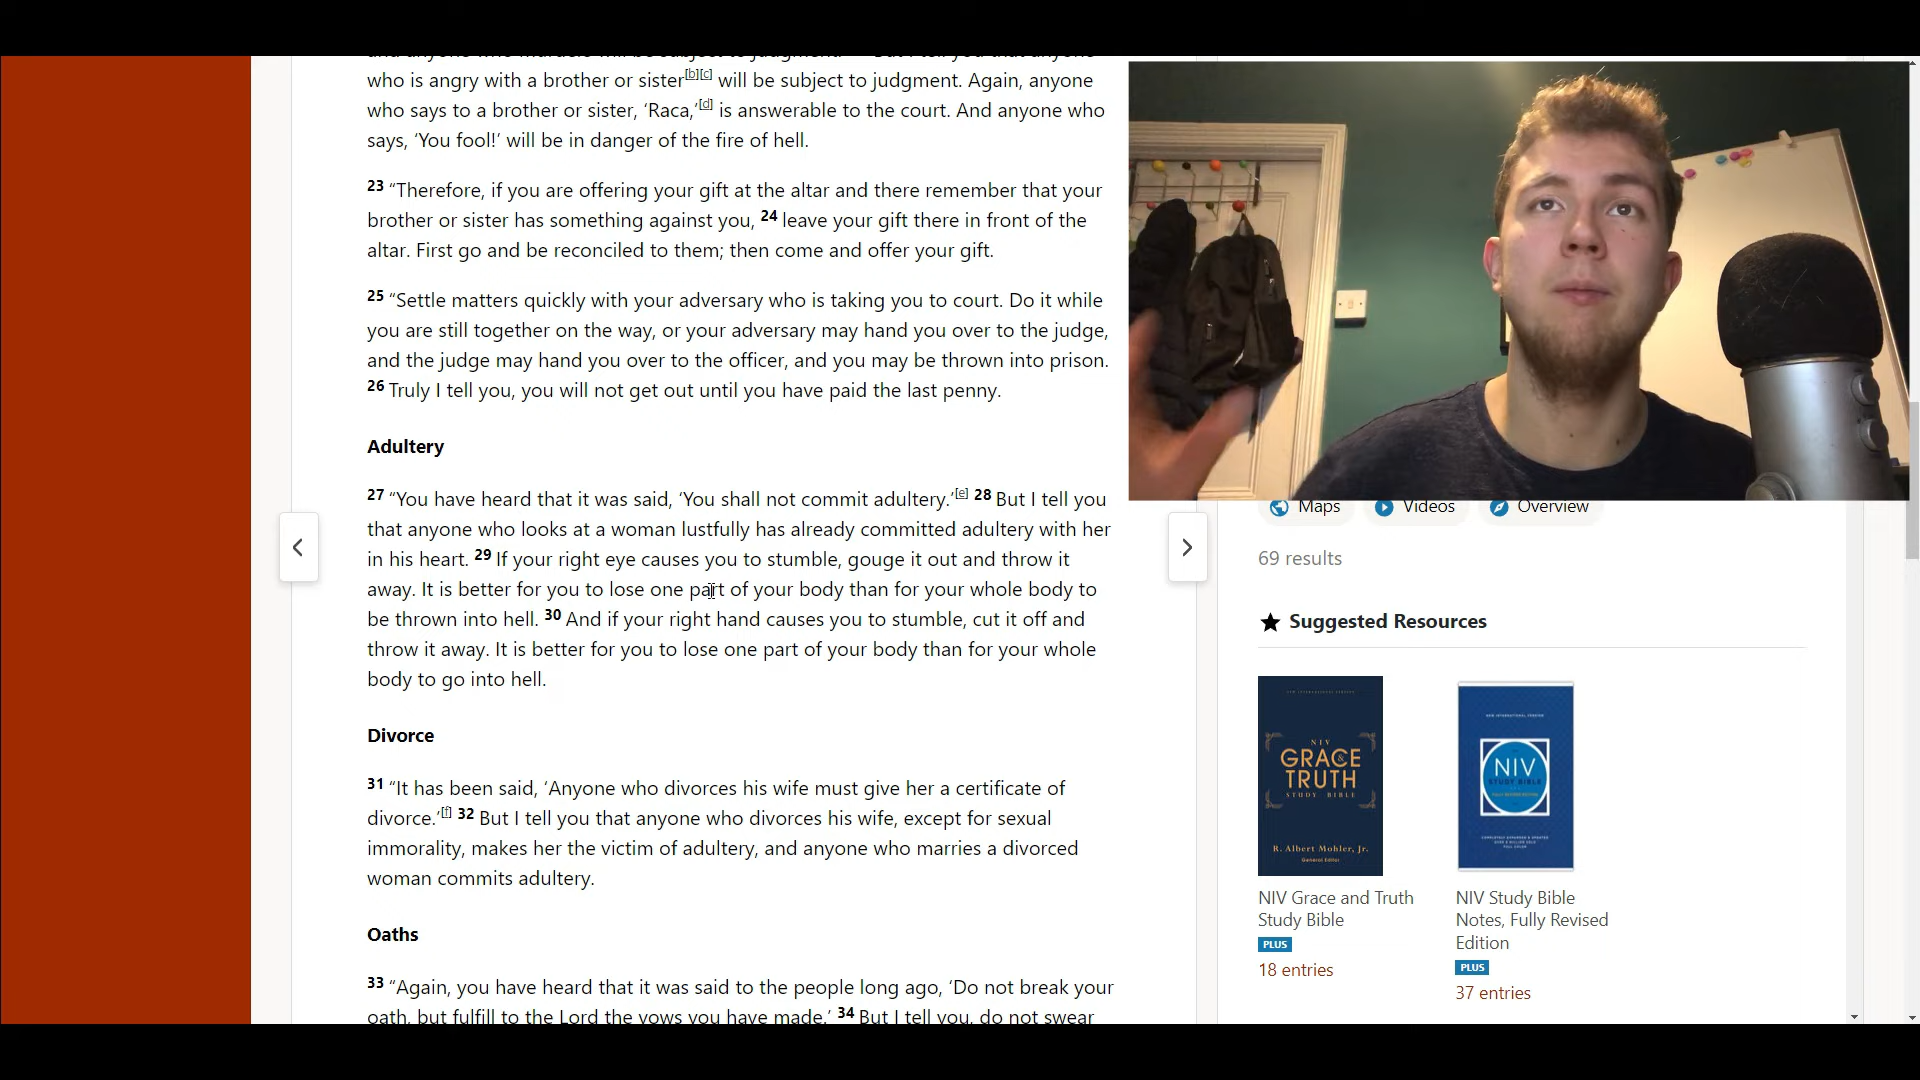 and anyone who murders will be subject to judgment.’ But I tell you that anyone
who is angry with a brother or sister[b][c] will be subject to judgment. Again, anyone
who says to a brother or sister, ‘Raca,’[d] is answerable to the court. And anyone who
says, ‘You fool!’ will be in danger of the fire of hell.
23 “Therefore, if you are offering your gift at the altar and there remember that your
brother or sister has something against you, 24 leave your gift there in front of the
altar. First go and be reconciled to them; then come and offer your gift.
25 “Settle matters quickly with your adversary who is taking you to court. Do it while
you are still together on the way, or your adversary may hand you over to the judge,
and the judge may hand you over to the officer, and you may be thrown into prison.
26 Truly I tell you, you will not get out until you have paid the last penny.
Adultery
27 “You have heard that it was said, ‘You shall not commit adultery.’[e] 28 But I tell you
that anyone who looks at a woman lustfully has already committed adultery with her
in his heart. 29 If your right eye causes you to stumble, gouge it out and throw it
away. It is better for you to lose one part of your body than for your whole body to
be thrown into hell. 30 And if your right hand causes you to stumble, cut it off and
throw it away. It is better for you to lose one part of your body than for your whole
body to go into hell.
Divorce
31 “It has been said, ‘Anyone who divorces his wife must give her a certificate of
divorce.’[f] 32 But I tell you that anyone who divorces his wife, except for sexual
immorality, makes her the victim of adultery, and anyone who marries a divorced
woman commits adultery.
Oaths
33 “Again, you have heard that it was said to the people long ago, ‘Do not break your
oath, but fulfill to the Lord the vows you have made.’ 34 But I tell you, do not swear
Maps
Videos
Overview
69 results
Suggested Resources
NIV
GRACE
&
TRUTH
STUDY BIBLE
R. Albert Mohler, Jr.
General Editor
NIV Grace and Truth
Study Bible
PLUS
18 entries
NIV
STUDY BIBLE
NIV Study Bible
Notes, Fully Revised
Edition
PLUS
37 entries